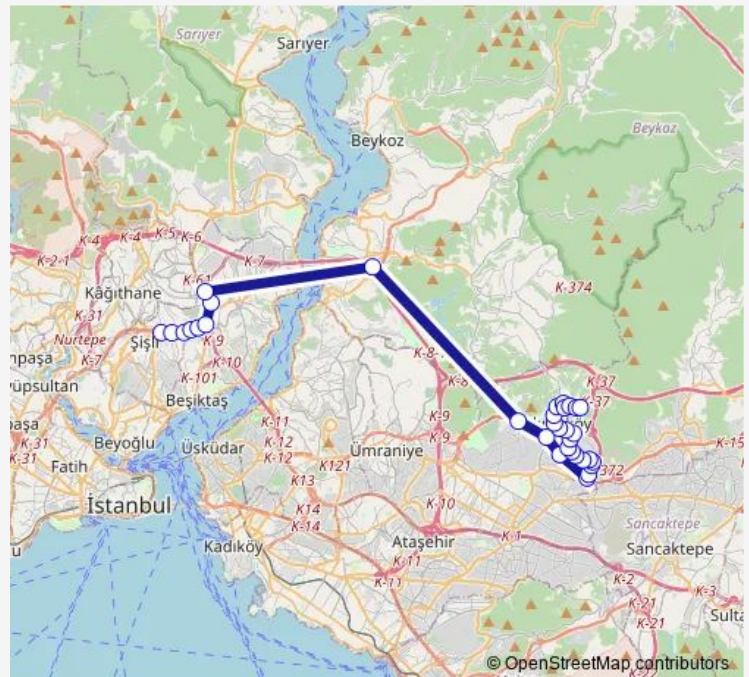 Sarıyer
Sarıyer
Beykoz
Beykoz
K-4
K-4
K-5
K-6
K-2-1
K-7
K-61
K-374
Kâğıthane
K-31
Nurtepe
K-7
Şişli
K-9
K-10
K-8
K-8
K-37
K-37
K-101
Beşiktaş
K-11
K-9
K-12
K-12
K121
K-9
Beyoğlu
Üsküdar
Ümraniye
K-15
K-31
Fatih
K13
K-10
K-1
372
İstanbul
K14
K-14
Sancaktepe
Kadıköy
Ataşehir
Sancaktepe
K-11
K-11
K-2
K-3
K-21
K-21
Sulta
© OpenStreetMap contributors